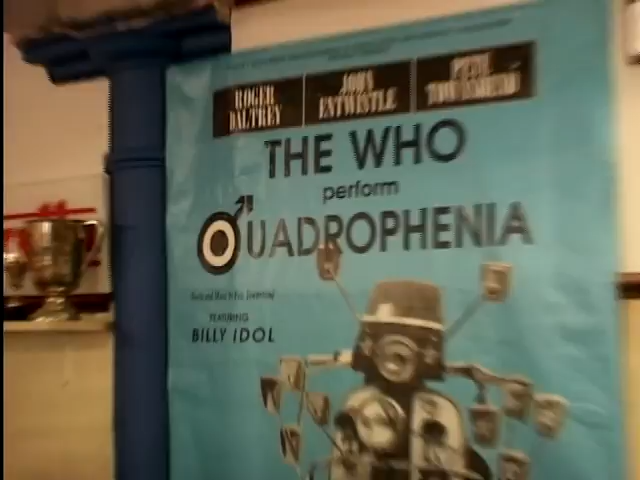 ROGER DALTREY
JOHN ENTWISTLE
PETE TOWNSHEND
THE WHO
perform
QUADROPHENIA
FEATURING
BILLY IDOL